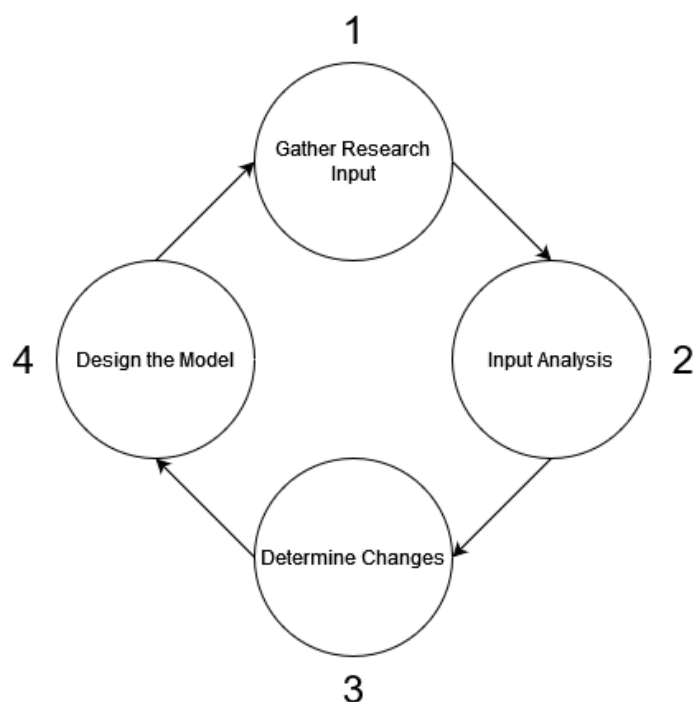 1
Gather Research
Input
4
Design the Model
Input Analysis
2
Determine Changes
3